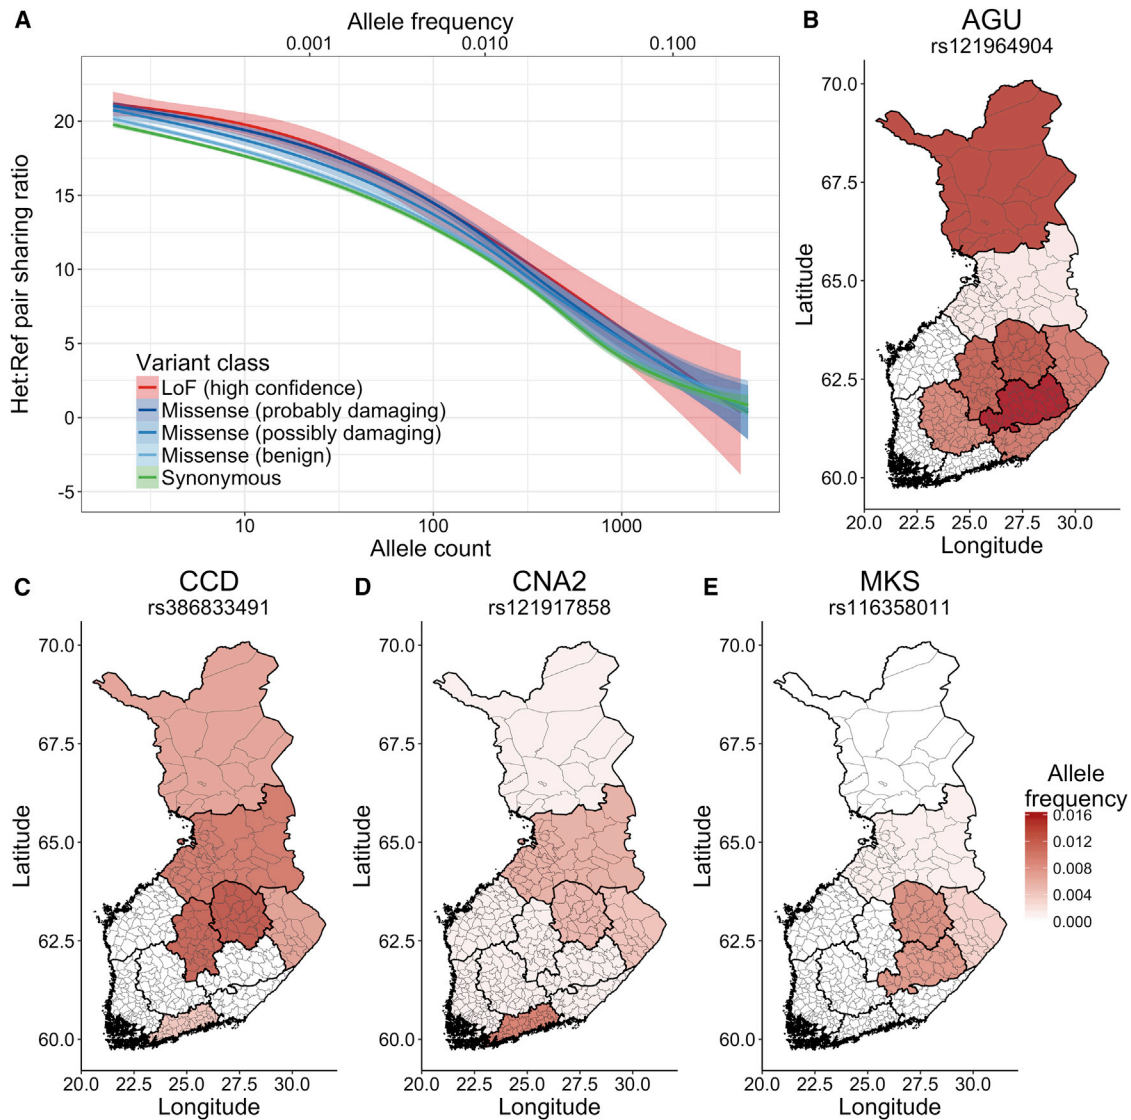 A
Allele frequency
0.001 0.010 0.100
Het:Ref pair sharing ratio
20
15
10
5
0
-5
Variant class
LoF (high confidence)
Missense (probably damaging)
Missense (possibly damaging)
Missense (benign)
Synonymous
10 100 1000
Allele count
B
AGU
rs121964904
Latitude
70.0
67.5
65.0
62.5
60.0
20.0 22.5 25.0 27.5 30.0
Longitude
C
CCD
rs386833491
Latitude
70.0
67.5
65.0
62.5
60.0
20.0 22.5 25.0 27.5 30.0
Longitude
D
CNA2
rs121917858
Latitude
70.0
67.5
65.0
62.5
60.0
20.0 22.5 25.0 27.5 30.0
Longitude
E
MKS
rs116358011
Latitude
70.0
67.5
65.0
62.5
60.0
20.0 22.5 25.0 27.5 30.0
Longitude
Allele
frequency
0.016
0.012
0.008
0.004
0.000